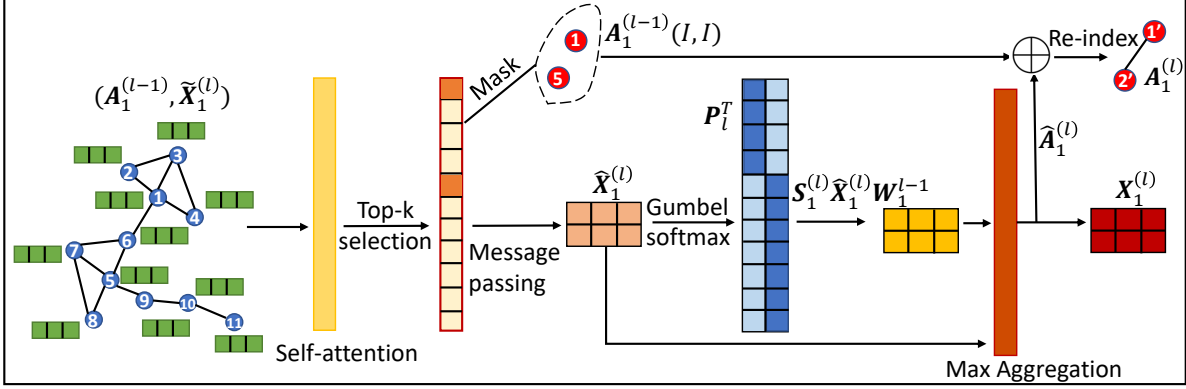 (A₁^(l−1), X̃₁^(l))
2
3
1
4
7
6
5
8
9
10
11
Self-attention
Top-k
selection
Mask
1
5
A₁^(l−1)(I, I)
Message
passing
X̂₁^(l)
Gumbel
softmax
P_l^T
S₁^(l) X̂₁^(l) W₁^(l−1)
Max Aggregation
Â₁^(l)
Re-index
1'
2'
A₁^(l)
X₁^(l)